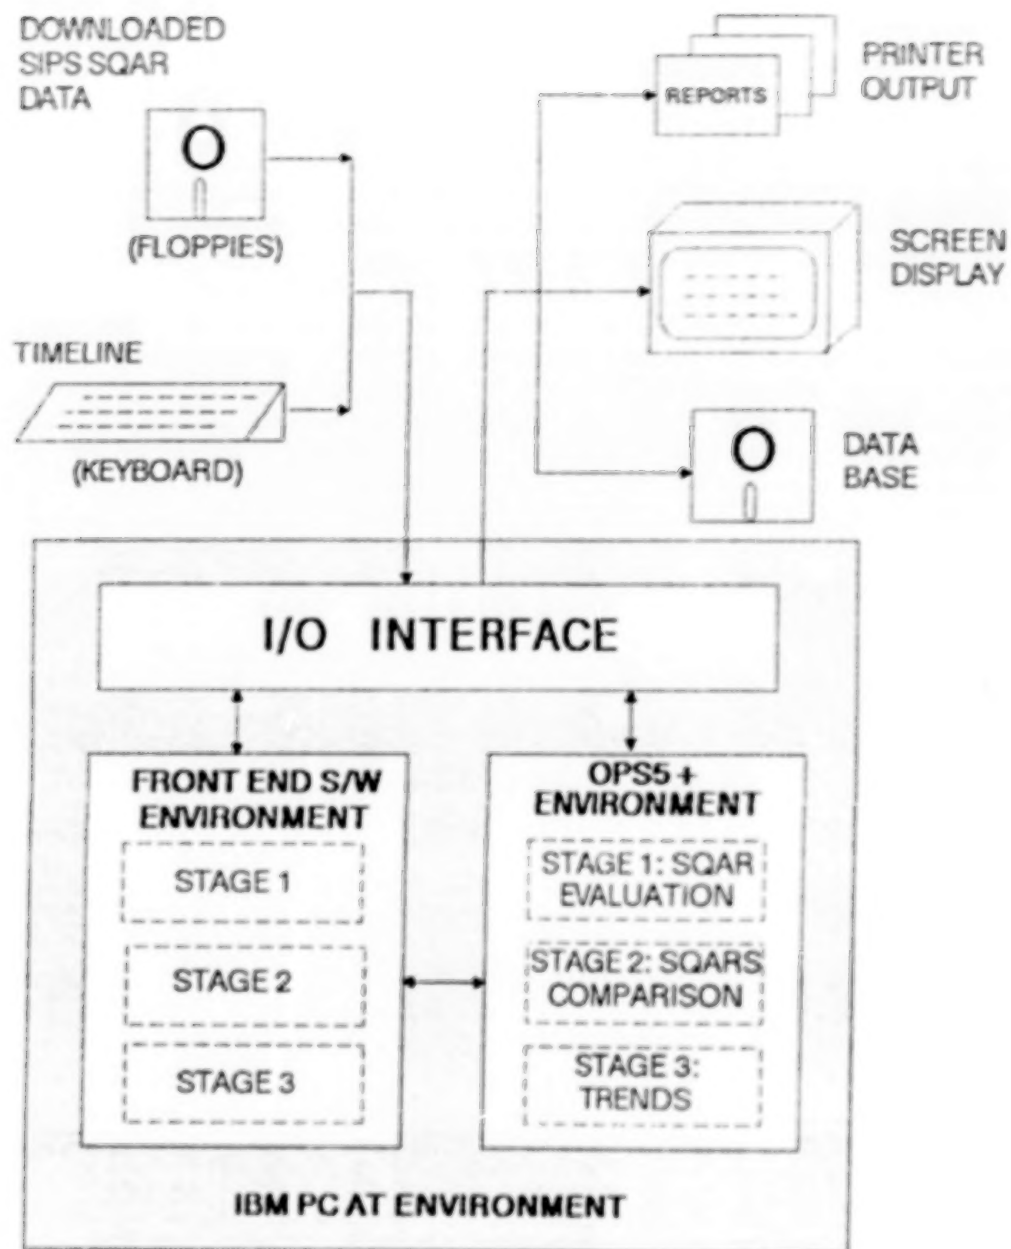 DOWNLOADED
SIPS SQAR
DATA
(FLOPPIES)
TIMELINE
(KEYBOARD)
REPORTS
PRINTER
OUTPUT
SCREEN
DISPLAY
DATA
BASE
I/O INTERFACE
FRONT END S/W
ENVIRONMENT
STAGE 1
STAGE 2
STAGE 3
OPS5 +
ENVIRONMENT
STAGE 1: SQAR
EVALUATION
STAGE 2: SQARS
COMPARISON
STAGE 3:
TRENDS
IBM PC AT ENVIRONMENT